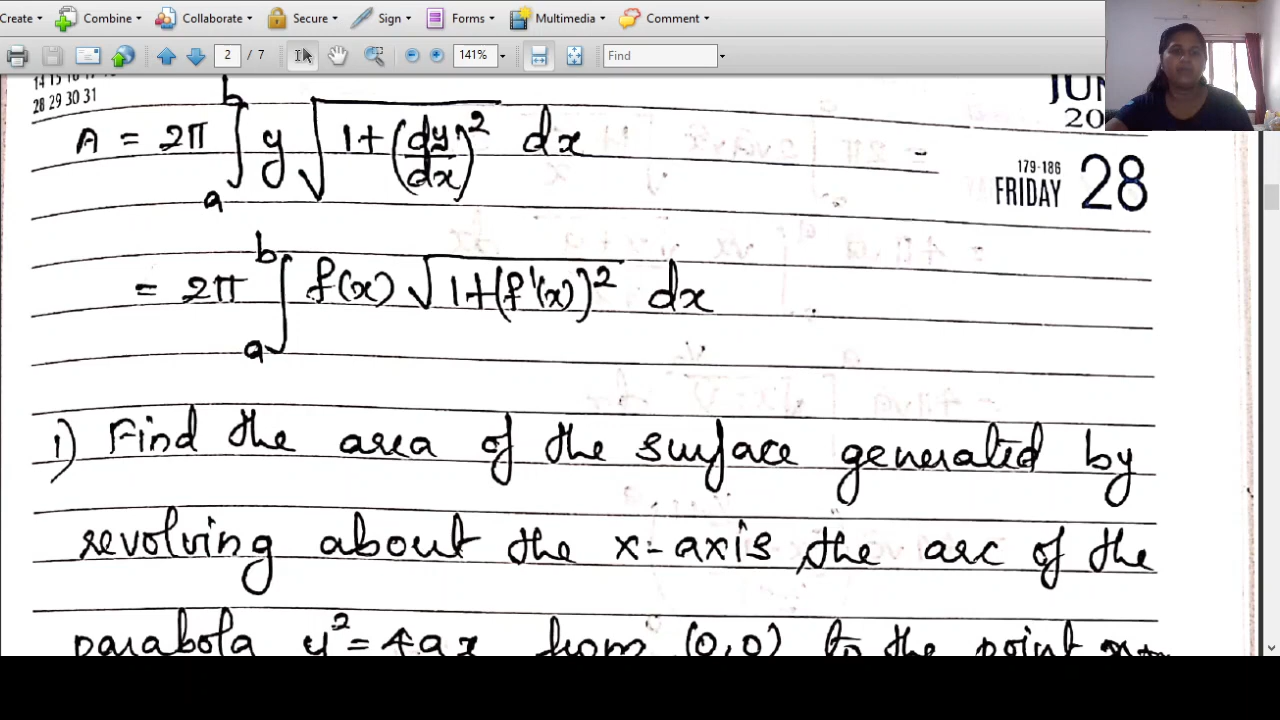 Create Combine Collaborate Secure Sign Forms Multimedia Comment
2 / 7 141% Find
28 29 30 31
JUN
20
179-186
FRIDAY 28
A = 2π ∫_a^b y √(1+(dy/dx)²) dx
= 2π ∫_a^b f(x) √(1+(f'(x))²) dx
1) Find the area of the surface generated by
revolving about the x-axis, the arc of the
parabola y² = 4ax from (0,0) to the point